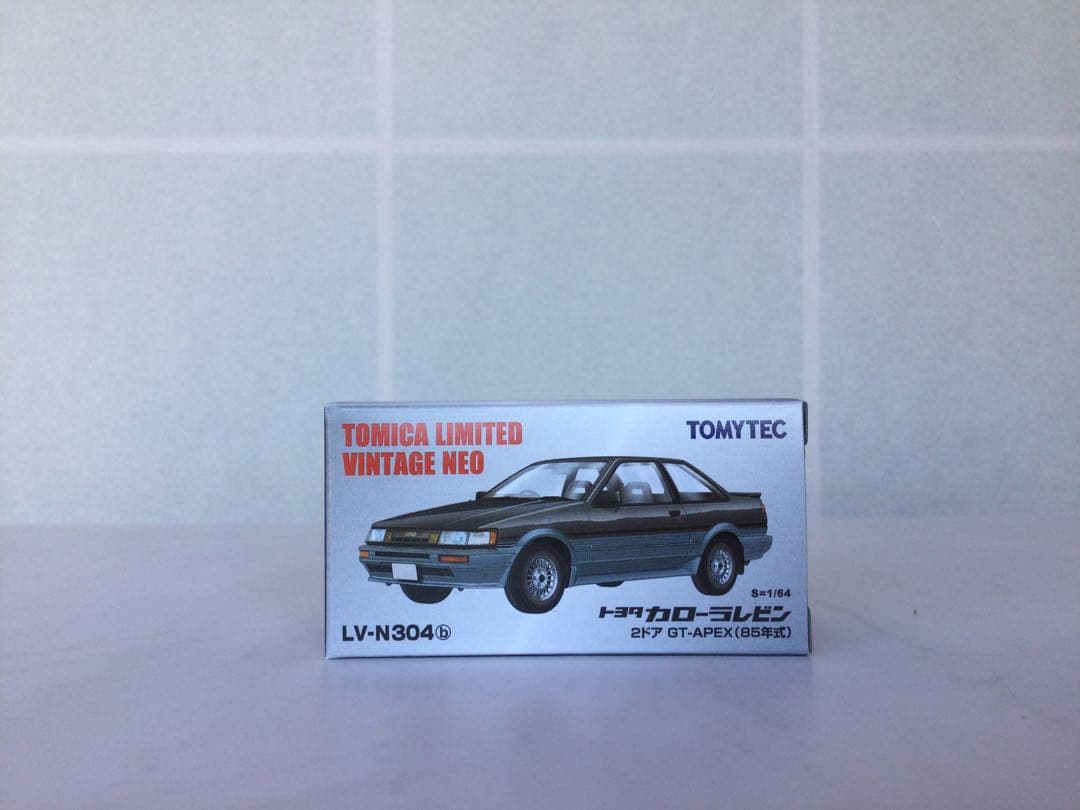 TOMICA LIMITED
VINTAGE NEO
TOMYTEC
S=1/64
トヨタ カローラレビン
2ドア GT-APEX(85年式)
LV-N304ⓑ